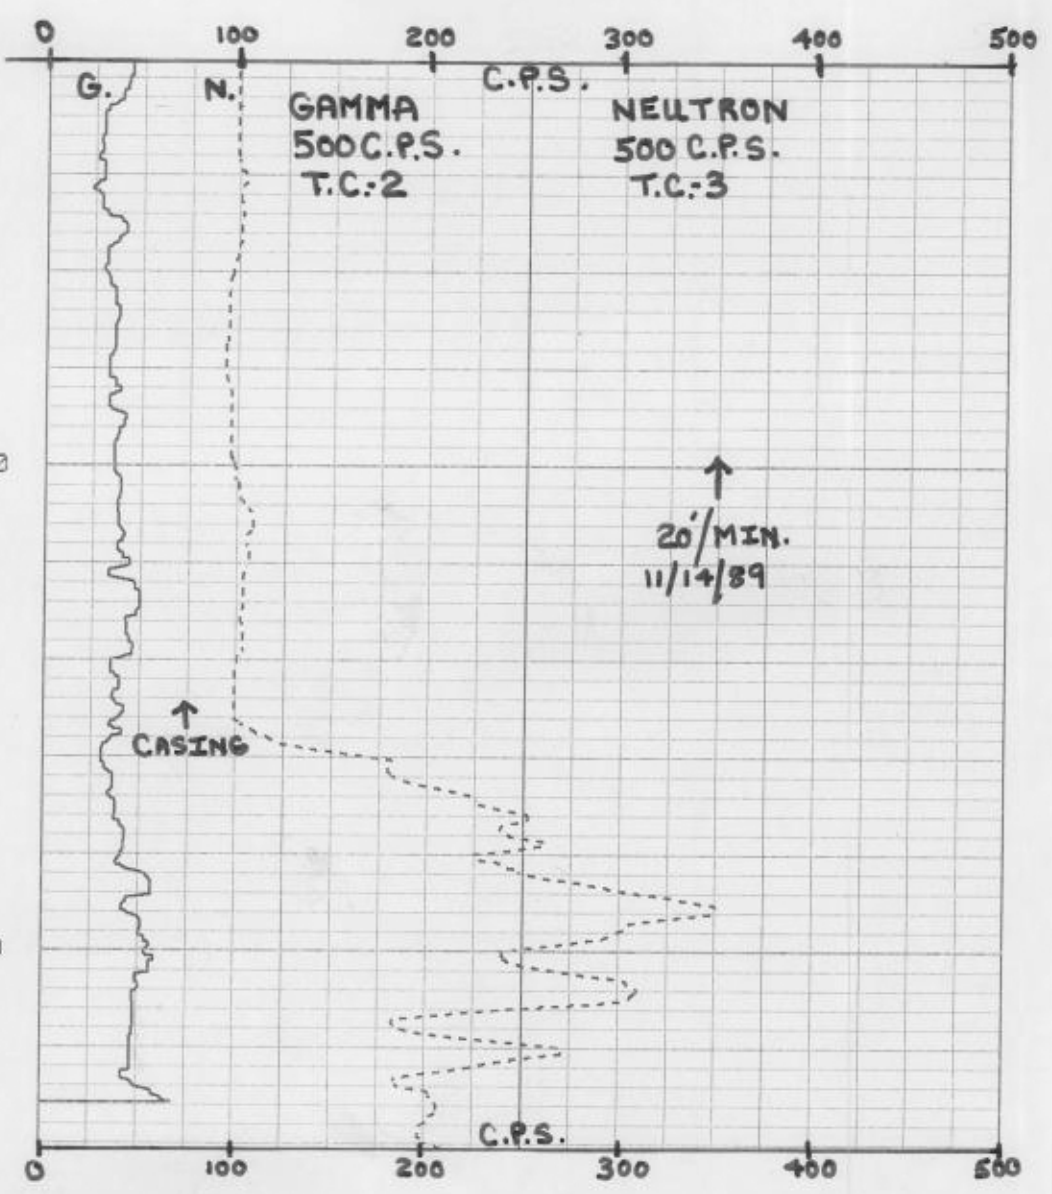 0 100 200 300 400 500
G. N. C.P.S.
GAMMA
500 C.P.S.
T.C.-2
NEUTRON
500 C.P.S.
T.C.-3
20'/MIN.
11/14/89
CASING
C.P.S.
0 100 200 300 400 500